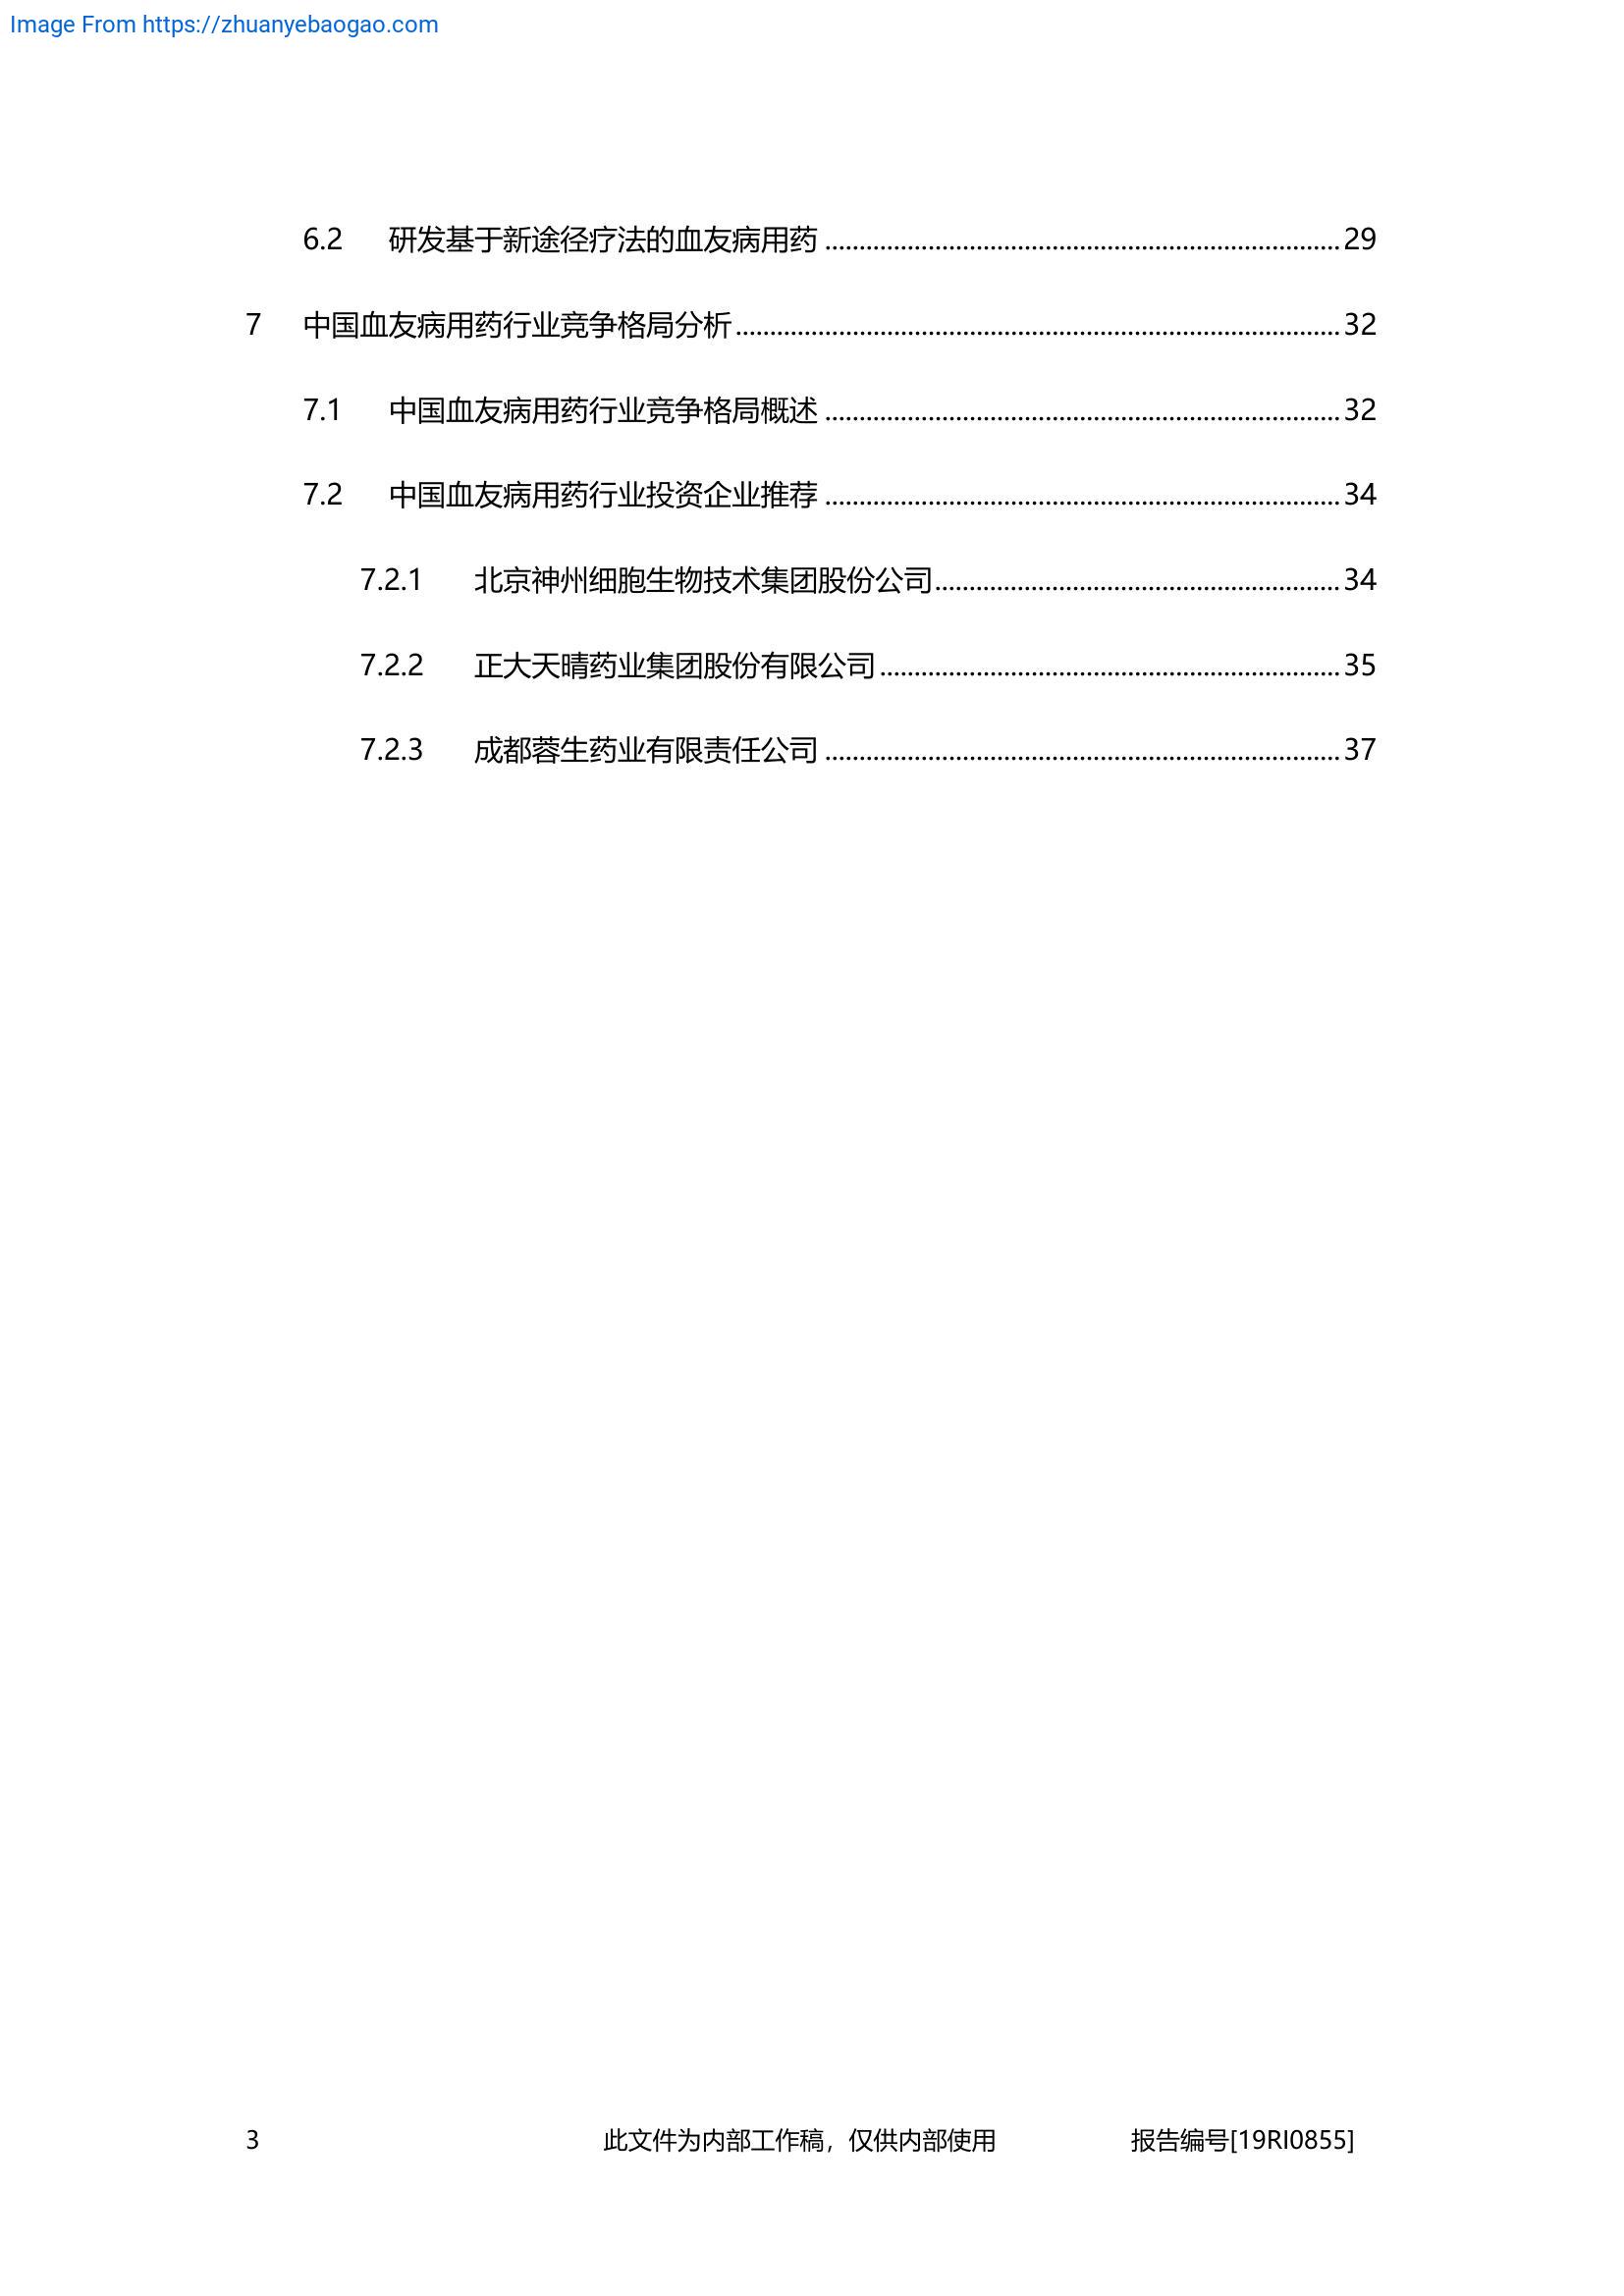 Image From https://zhuanyebaogao.com
6.2 研发基于新途径疗法的血友病用药 ........................................................................... 29
7 中国血友病用药行业竞争格局分析 ........................................................................................ 32
7.1 中国血友病用药行业竞争格局概述 ........................................................................... 32
7.2 中国血友病用药行业投资企业推荐 ........................................................................... 34
7.2.1 北京神州细胞生物技术集团股份公司 ........................................................... 34
7.2.2 正大天晴药业集团股份有限公司 ................................................................... 35
7.2.3 成都蓉生药业有限责任公司 ........................................................................... 37
3 此文件为内部工作稿，仅供内部使用 报告编号[19RI0855]